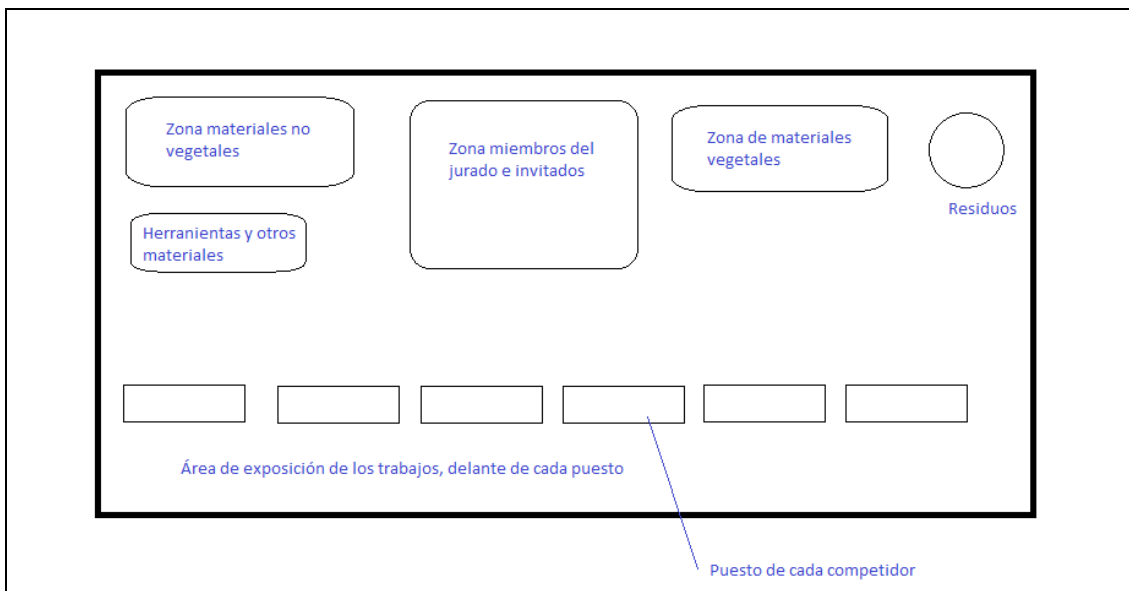 Zona materiales no
vegetales
Zona miembros del
jurado e invitados
Zona de materiales
vegetales
Residuos
Herranientas y otros
materiales
Área de exposición de los trabajos, delante de cada puesto
Puesto de cada competidor